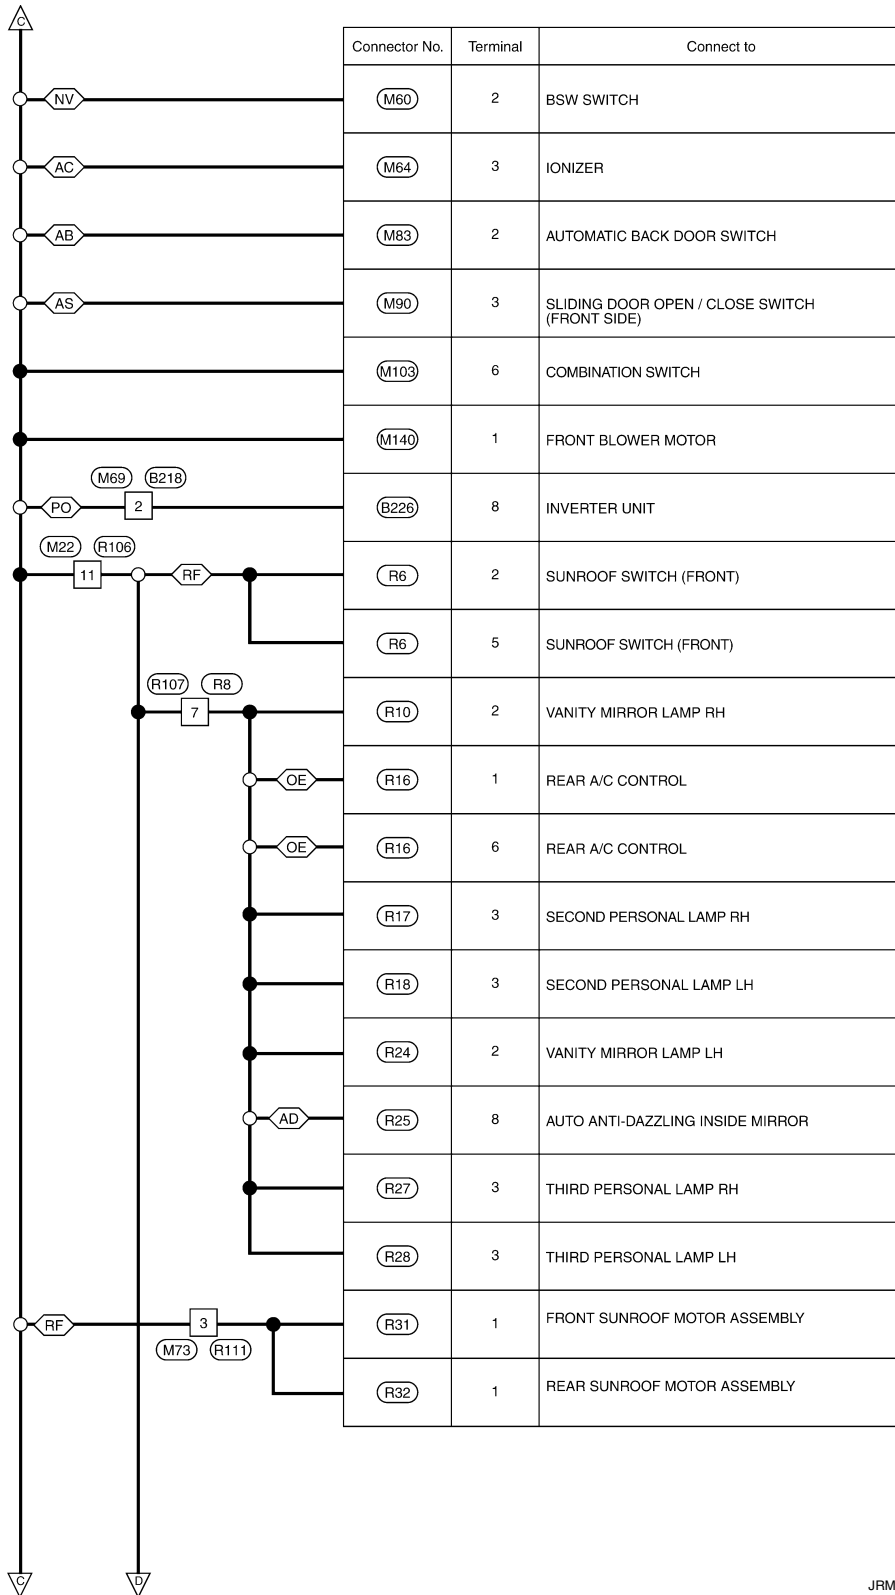 C
Connector No. Terminal Connect to
NV M60 2 BSW SWITCH
AC M64 3 IONIZER
AB M83 2 AUTOMATIC BACK DOOR SWITCH
AS M90 3 SLIDING DOOR OPEN / CLOSE SWITCH
(FRONT SIDE)
M103 6 COMBINATION SWITCH
M140 1 FRONT BLOWER MOTOR
M69 B218
PO 2 B226 8 INVERTER UNIT
M22 R106
11 RF R6 2 SUNROOF SWITCH (FRONT)
R6 5 SUNROOF SWITCH (FRONT)
R107 R8
7 R10 2 VANITY MIRROR LAMP RH
OE R16 1 REAR A/C CONTROL
OE R16 6 REAR A/C CONTROL
R17 3 SECOND PERSONAL LAMP RH
R18 3 SECOND PERSONAL LAMP LH
R24 2 VANITY MIRROR LAMP LH
AD R25 8 AUTO ANTI-DAZZLING INSIDE MIRROR
R27 3 THIRD PERSONAL LAMP RH
R28 3 THIRD PERSONAL LAMP LH
RF 3 R31 1 FRONT SUNROOF MOTOR ASSEMBLY
M73 R111
R32 1 REAR SUNROOF MOTOR ASSEMBLY
C D
JRM